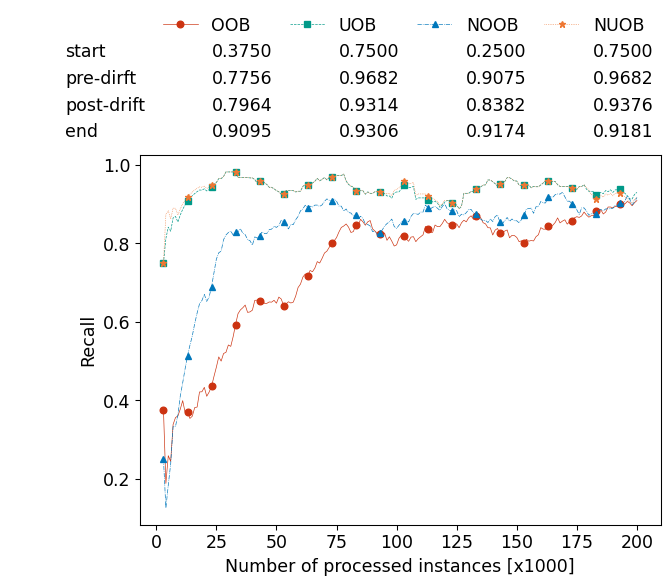 OOB UOB NOOB NUOB
start 0.3750 0.7500 0.2500 0.7500
pre-dirft 0.7756 0.9682 0.9075 0.9682
post-drift 0.7964 0.9314 0.8382 0.9376
end 0.9095 0.9306 0.9174 0.9181
1.0
0.8
0.6
0.4
0.2
Recall
0 25 50 75 100 125 150 175 200
Number of processed instances [x1000]